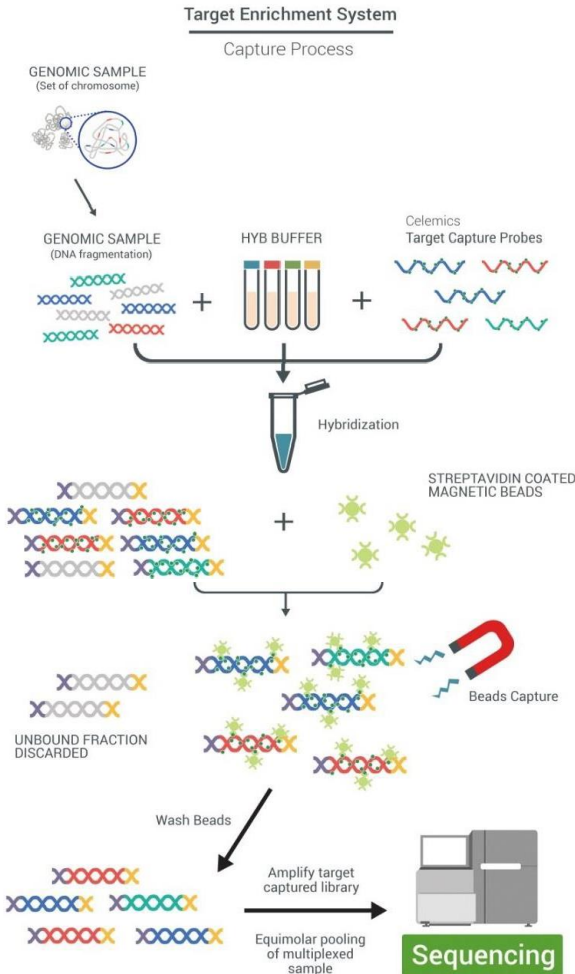 Target Enrichment System
Capture Process
GENOMIC SAMPLE
(Set of chromosome)
GENOMIC SAMPLE
(DNA fragmentation)
HYB BUFFER
Celemics
Target Capture Probes
Hybridization
STREPTAVIDIN COATED
MAGNETIC BEADS
Beads Capture
UNBOUND FRACTION
DISCARDED
Wash Beads
Amplify target
captured library
Equimolar pooling
of multiplexed
sample
Sequencing